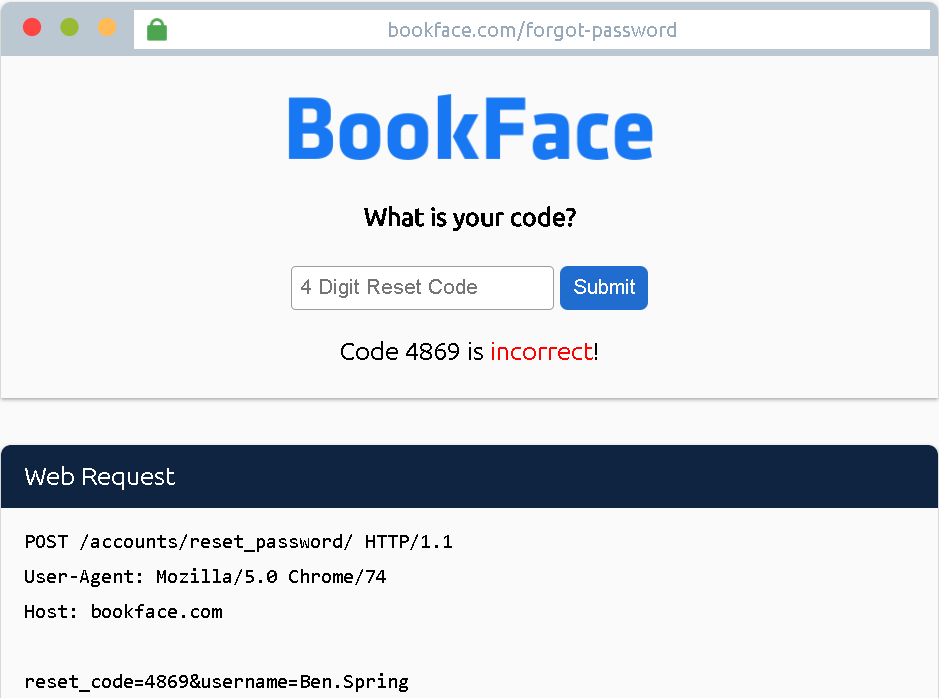 bookface.com/forgot-password
BookFace
What is your code?
4 Digit Reset Code
Submit
Code 4869 is incorrect!
Web Request
POST /accounts/reset_password/ HTTP/1.1
User-Agent: Mozilla/5.0 Chrome/74
Host: bookface.com
reset_code=4869&username=Ben.Spring